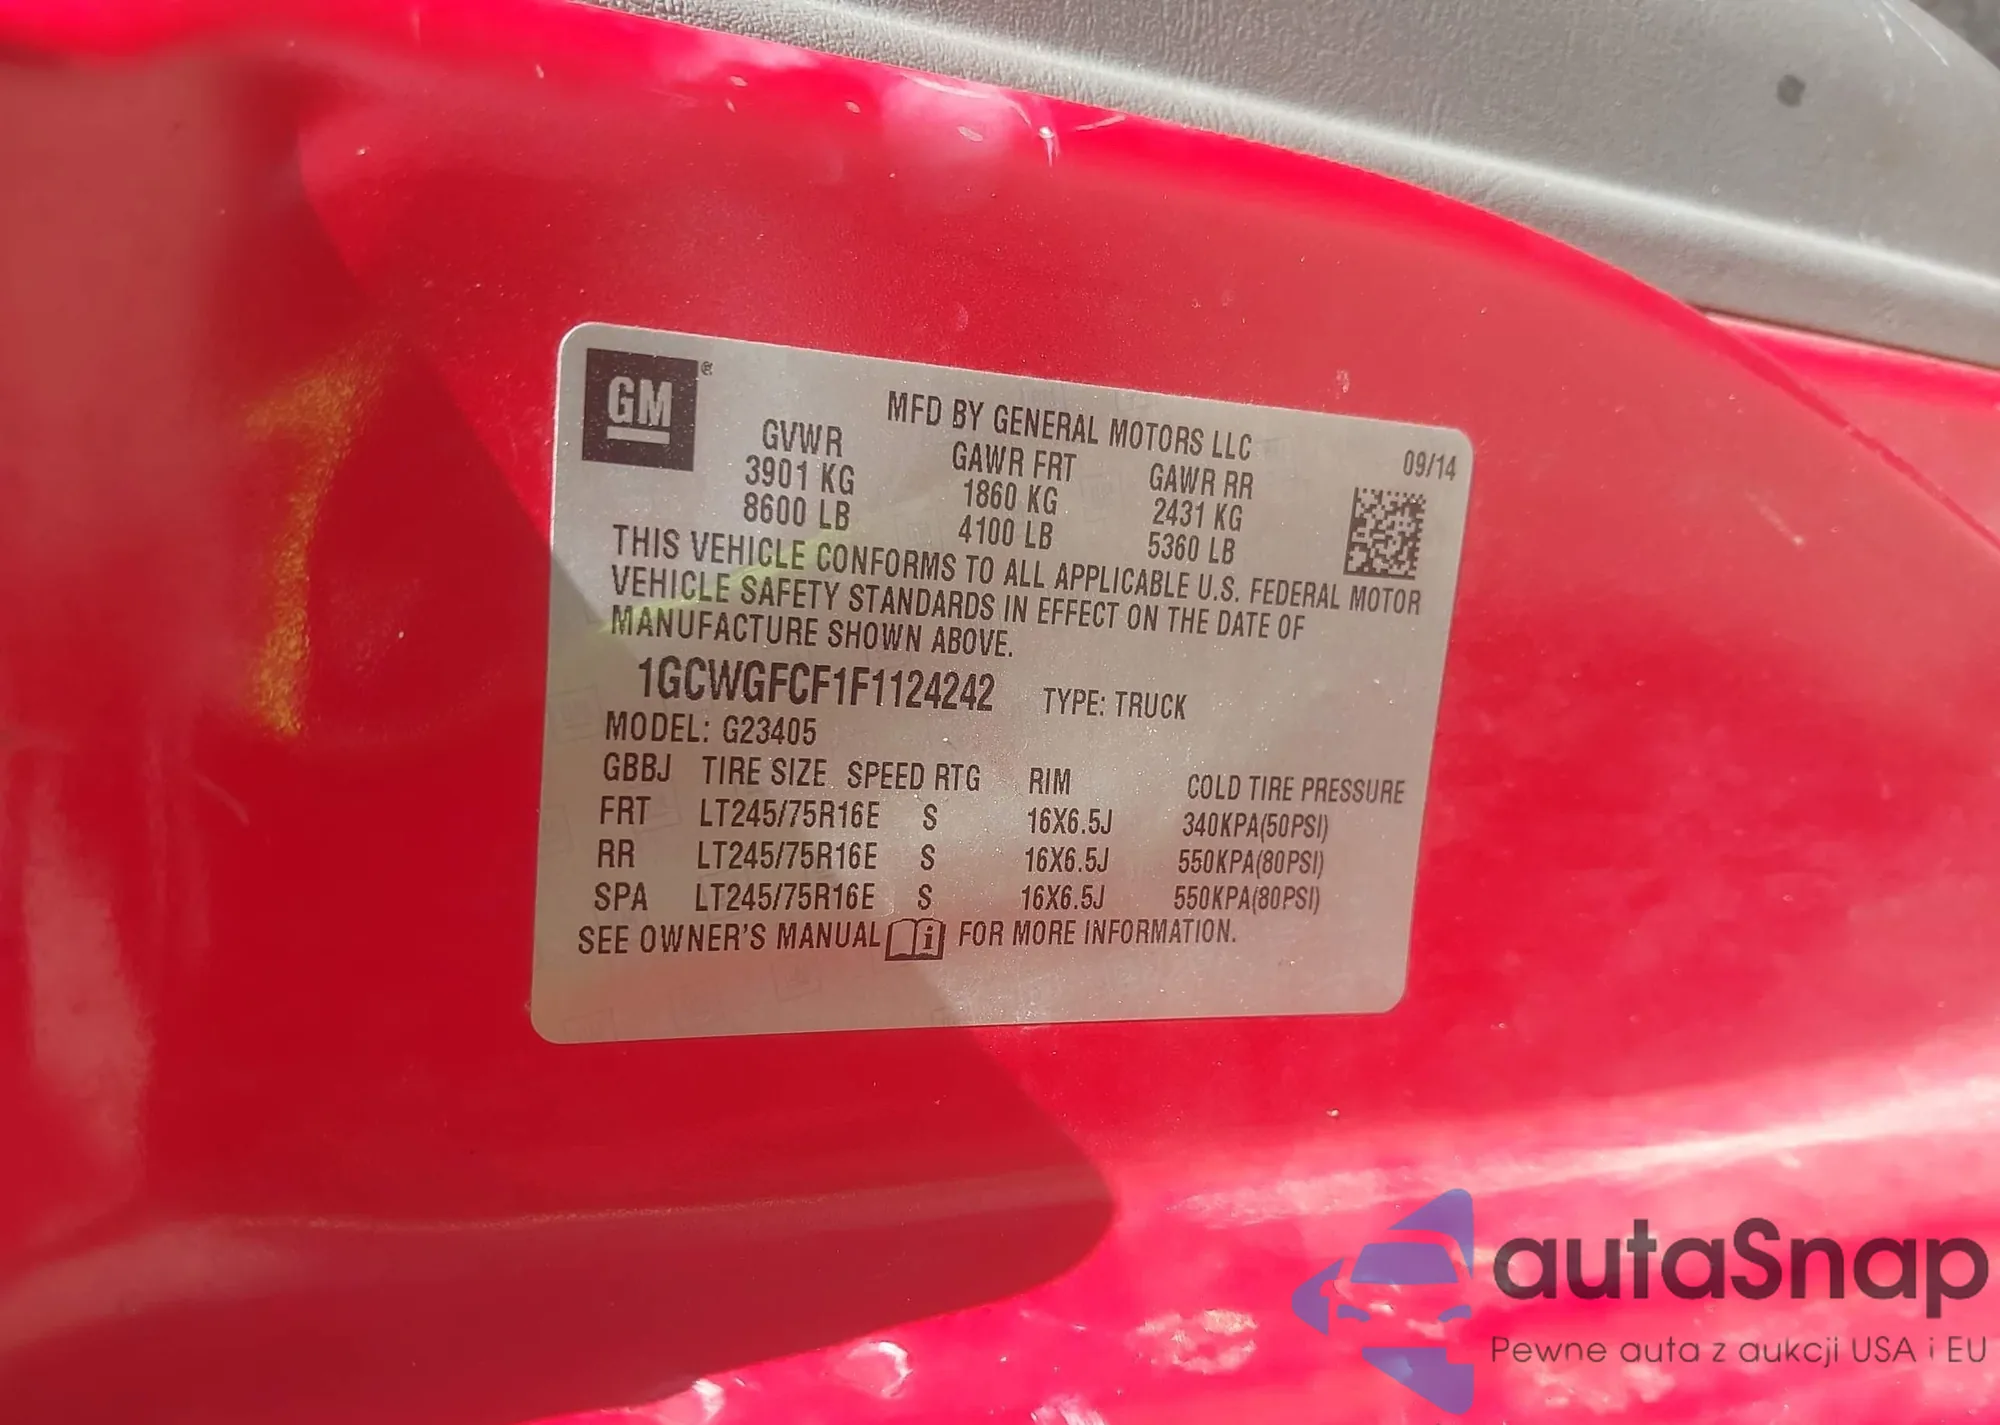 GM®
MFD BY GENERAL MOTORS LLC
09/14
GVWR GAWR FRT GAWR RR
3901 KG 1860 KG 2431 KG
8600 LB 4100 LB 5360 LB
THIS VEHICLE CONFORMS TO ALL APPLICABLE U.S. FEDERAL MOTOR
VEHICLE SAFETY STANDARDS IN EFFECT ON THE DATE OF
MANUFACTURE SHOWN ABOVE.
1GCWGFCF1F1124242 TYPE: TRUCK
MODEL: G23405
GBBJ TIRE SIZE SPEED RTG RIM COLD TIRE PRESSURE
FRT LT245/75R16E S 16X6.5J 340KPA(50PSI)
RR LT245/75R16E S 16X6.5J 550KPA(80PSI)
SPA LT245/75R16E S 16X6.5J 550KPA(80PSI)
SEE OWNER'S MANUAL i FOR MORE INFORMATION.
autaSnap
Pewne auta z aukcji USA i EU